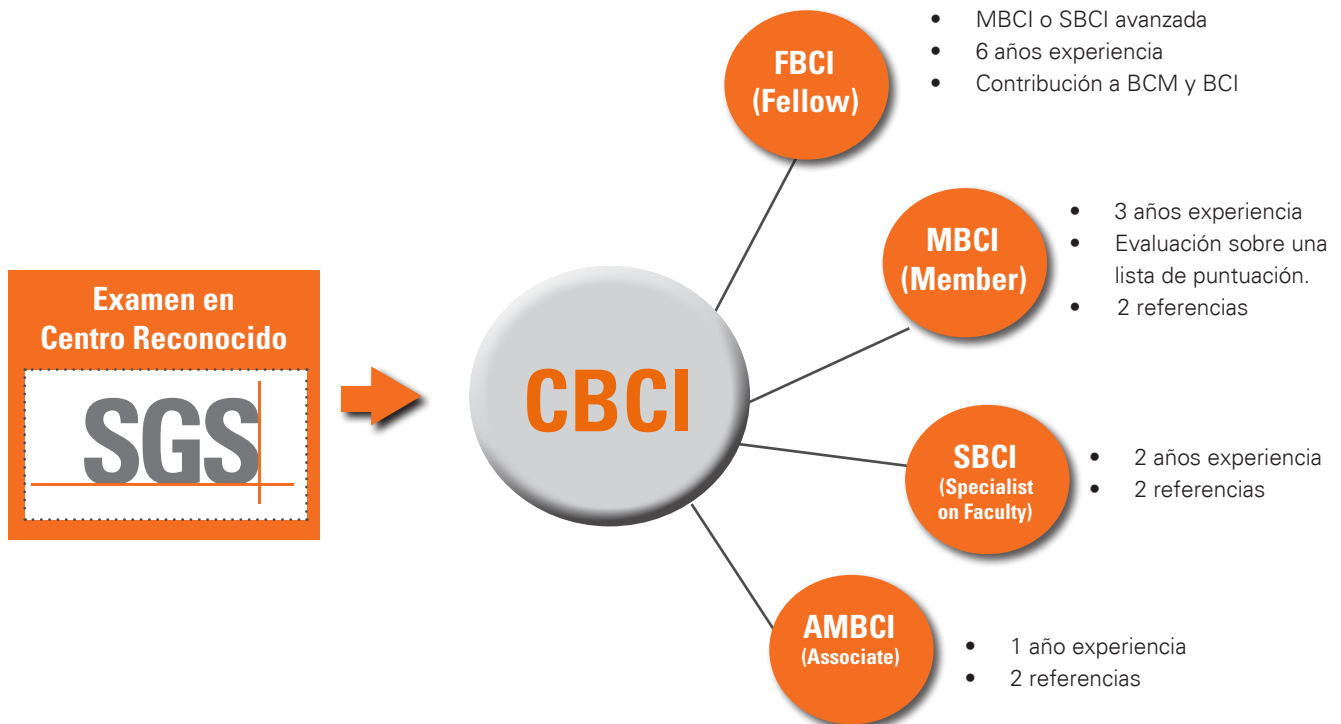 Examen en
Centro Reconocido
SGS
CBCI
FBCI
(Fellow)
• MBCI o SBCI avanzada
• 6 años experiencia
• Contribución a BCM y BCI
MBCI
(Member)
• 3 años experiencia
• Evaluación sobre una
lista de puntuación.
• 2 referencias
SBCI
(Specialist
on Faculty)
• 2 años experiencia
• 2 referencias
AMBCI
(Associate)
• 1 año experiencia
• 2 referencias